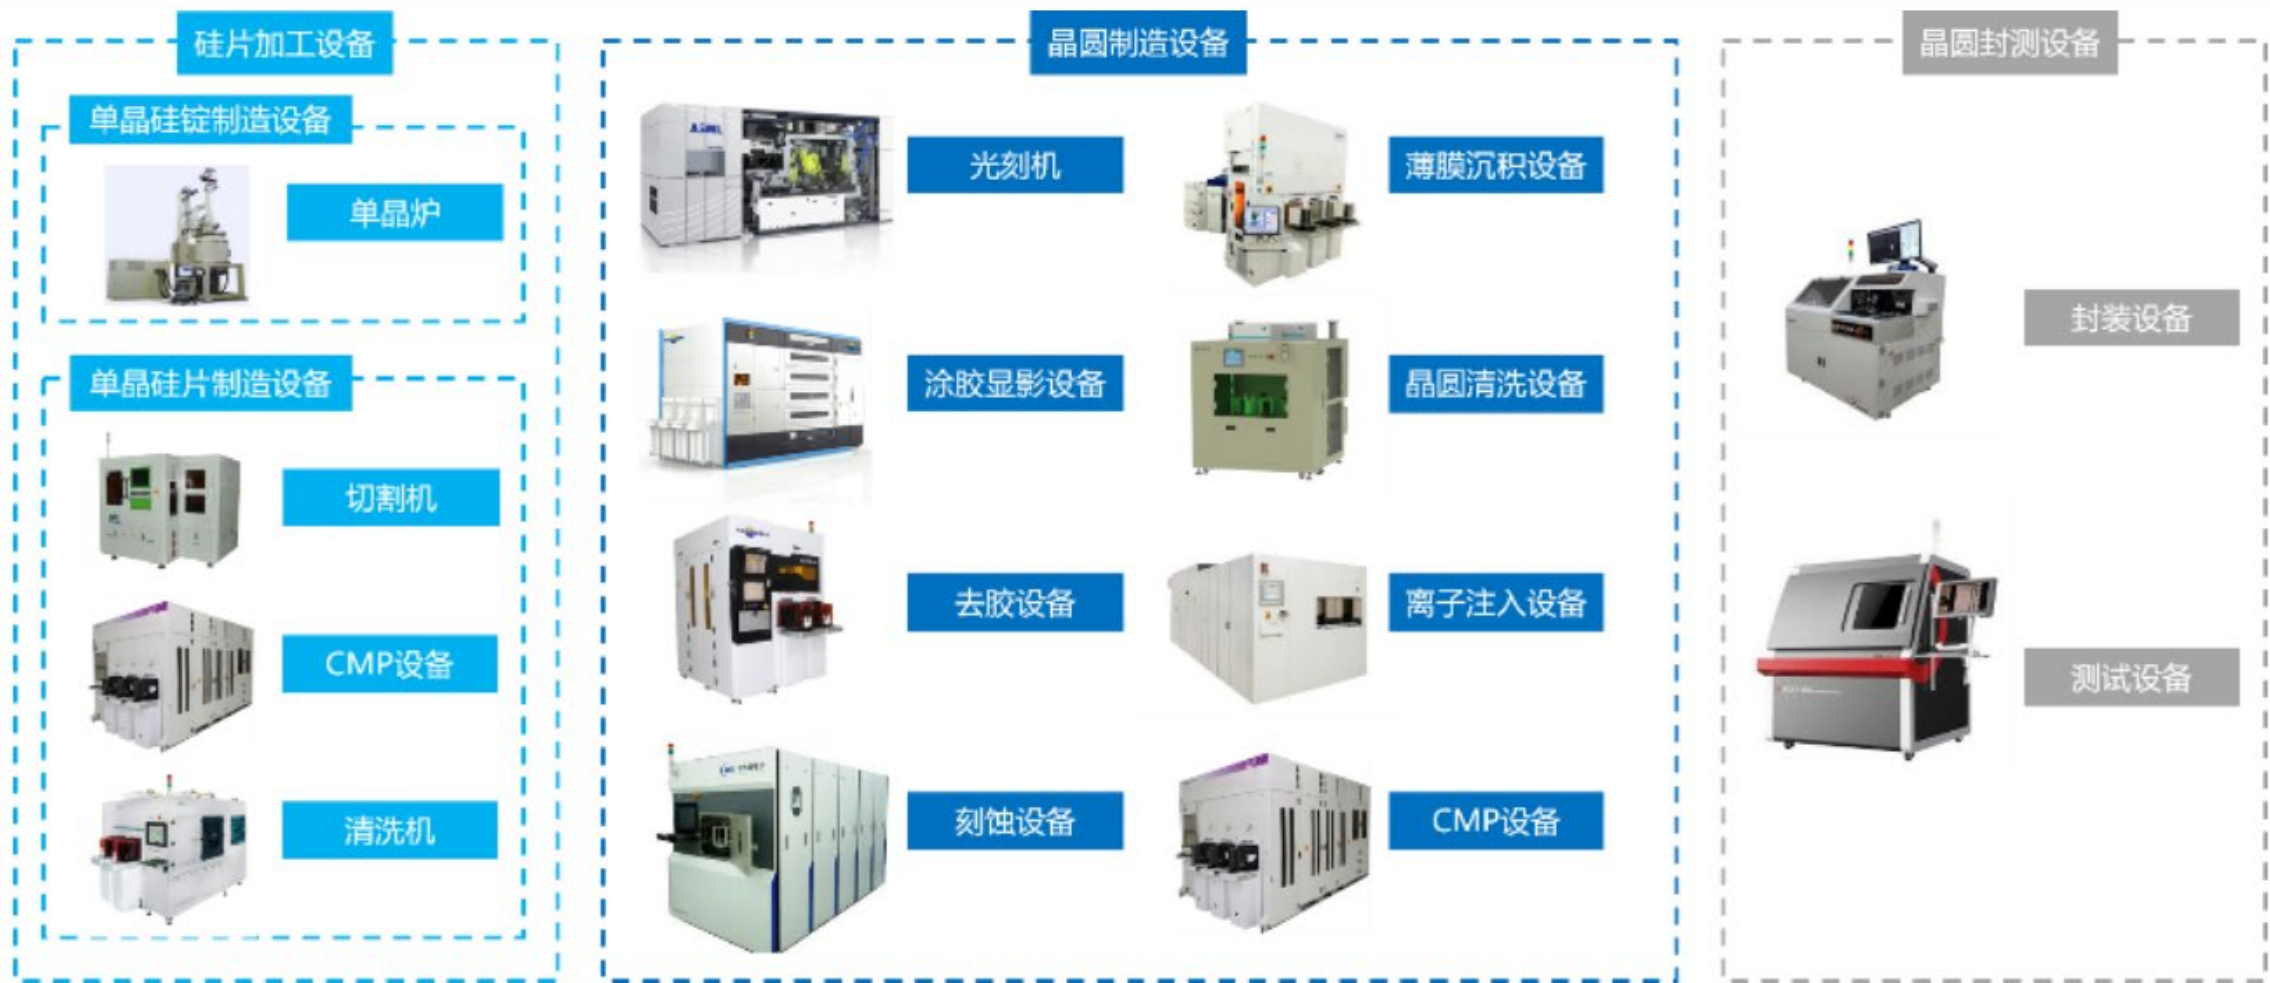 硅片加工设备
单晶硅锭制造设备
单晶炉
单晶硅片制造设备
切割机
CMP设备
清洗机
晶圆制造设备
光刻机
薄膜沉积设备
涂胶显影设备
晶圆清洗设备
去胶设备
离子注入设备
刻蚀设备
CMP设备
晶圆封测设备
封装设备
测试设备